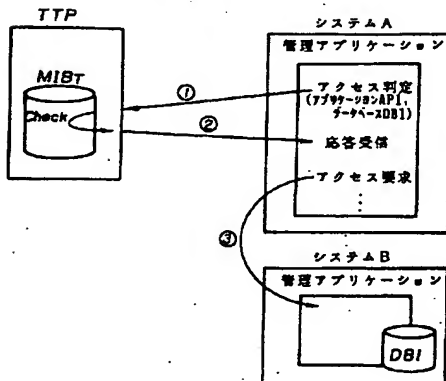 TTP
MIBT
Check
①
②
③
システムA
管理アプリケーション
アクセス判定
(アプリケーションAPI,
データベースDB1)
応答受信
アクセス要求
⋮
システムB
管理アプリケーション
DB1